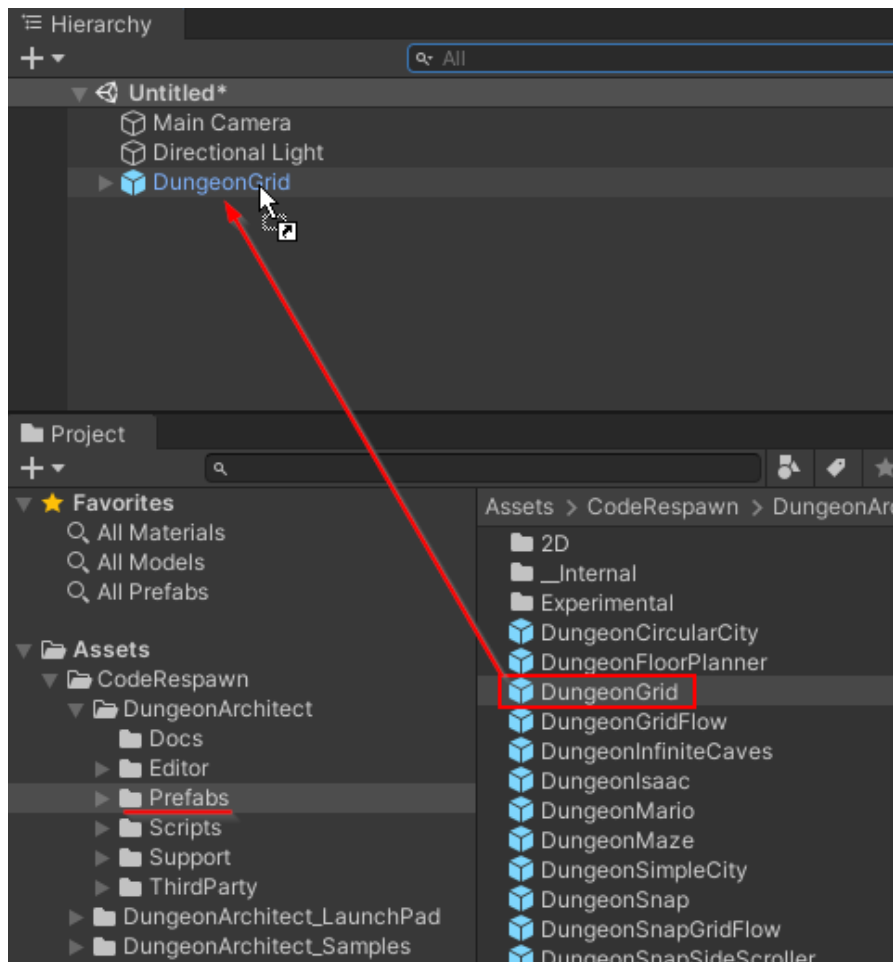 Hierarchy
All
Untitled*
Main Camera
Directional Light
DungeonGrid
Project
Favorites
All Materials
All Models
All Prefabs
Assets
CodeRespawn
DungeonArchitect
Docs
Editor
Prefabs
Scripts
Support
ThirdParty
DungeonArchitect_LaunchPad
DungeonArchitect_Samples
Assets > CodeRespawn > DungeonAr
2D
__Internal
Experimental
DungeonCircularCity
DungeonFloorPlanner
DungeonGrid
DungeonGridFlow
DungeonInfiniteCaves
DungeonIsaac
DungeonMario
DungeonMaze
DungeonSimpleCity
DungeonSnap
DungeonSnapGridFlow
DungeonSnapSideScroller